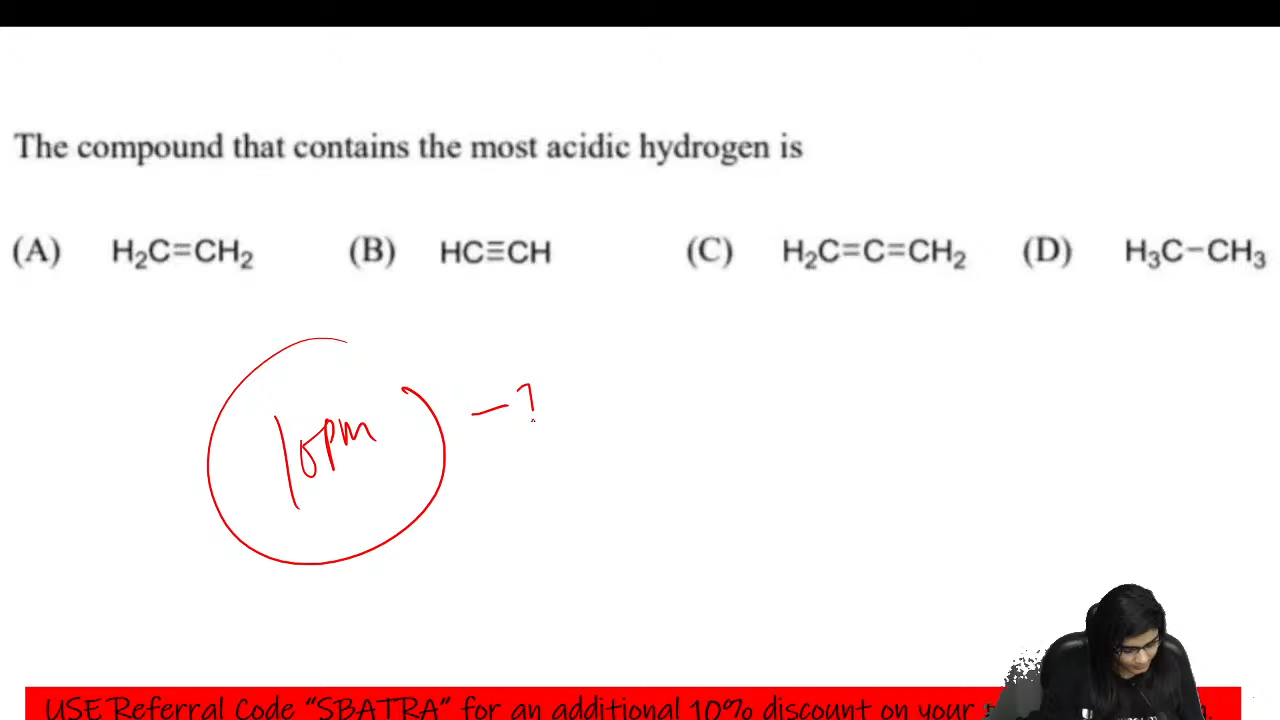 The compound that contains the most acidic hydrogen is
(A) H₂C=CH₂ (B) HC≡CH (C) H₂C=C=CH₂ (D) H₃C−CH₃
10pm - ?
USE Referral Code "SBATRA" for an additional 10% discount on your